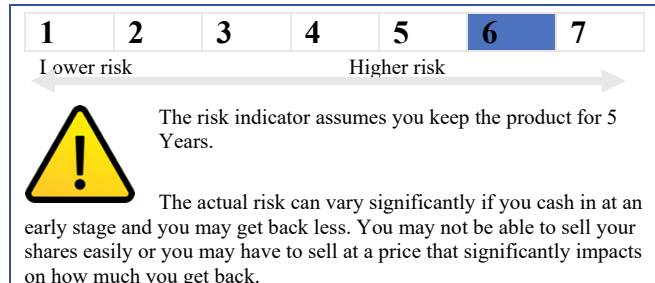 1 2 3 4 5 6 7
Lower risk Higher risk
The risk indicator assumes you keep the product for 5
Years.
The actual risk can vary significantly if you cash in at an
early stage and you may get back less. You may not be able to sell your
shares easily or you may have to sell at a price that significantly impacts
on how much you get back.